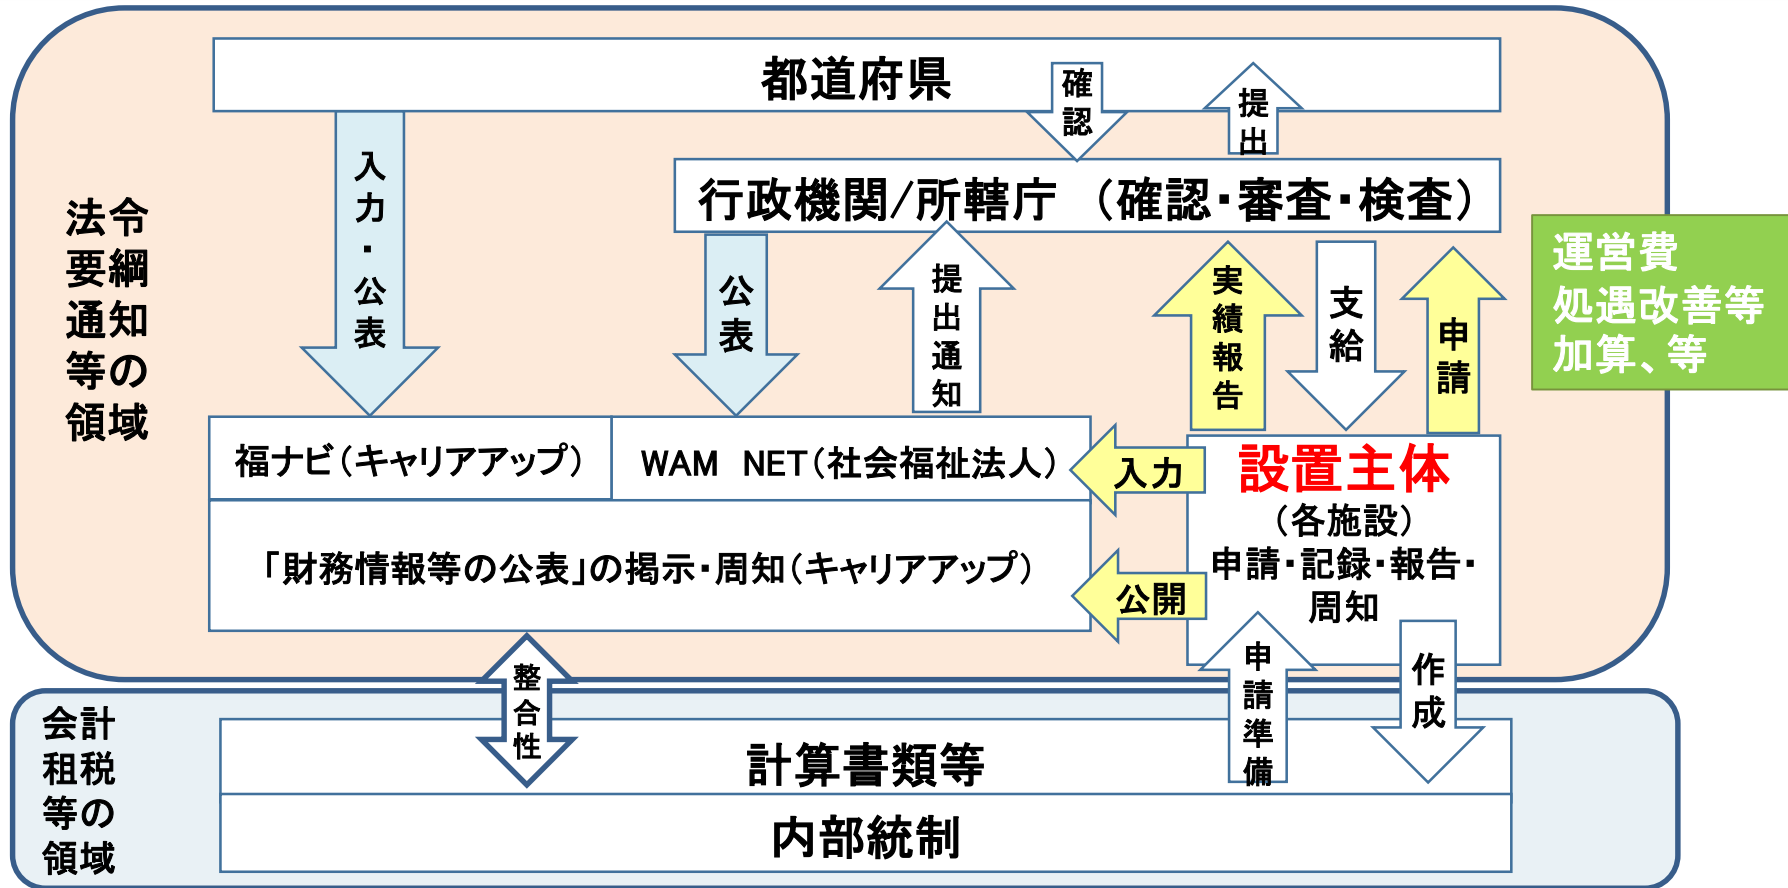 都道府県
確認
提出
入力・公表
行政機関/所轄庁 （確認・審査・検査）
法令
要綱
通知
等の
領域
公表
提出通知
実績報告
支給
申請
運営費
処遇改善等
加算、等
福ナビ（キャリアアップ）
WAM NET（社会福祉法人）
入力
設置主体
（各施設）
申請・記録・報告・
周知
「財務情報等の公表」の掲示・周知（キャリアアップ）
公開
整合性
申請準備
作成
会計
租税
等の
領域
計算書類等
内部統制